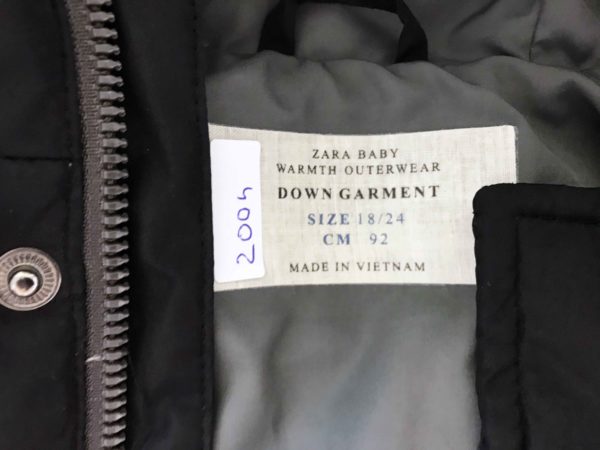 ZARA BABY
WARMTH OUTERWEAR
DOWN GARMENT
SIZE 18/24
CM 92
MADE IN VIETNAM
2004